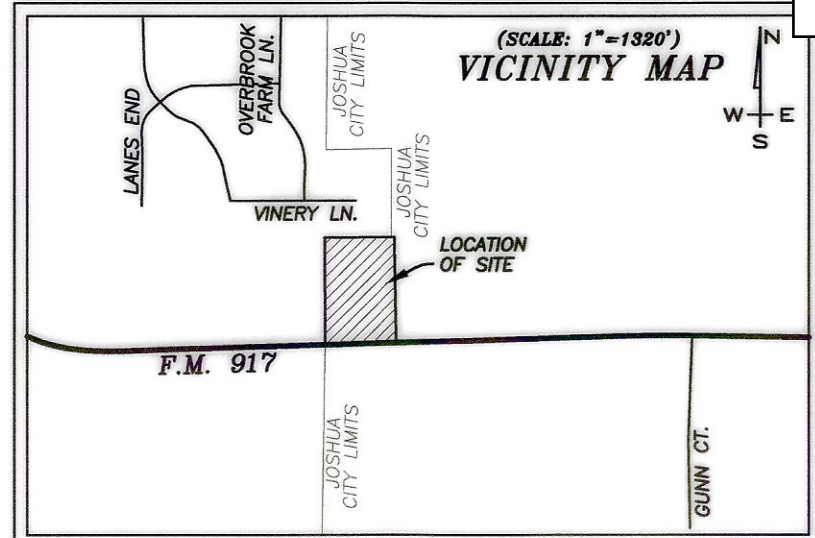 (SCALE: 1"=1320')
VICINITY MAP
N
W E
S
LANES END
OVERBROOK
FARM LN.
JOSHUA
CITY LIMITS
JOSHUA
CITY LIMITS
VINERY LN.
LOCATION
OF SITE
F.M. 917
JOSHUA
CITY LIMITS
GUNN CT.